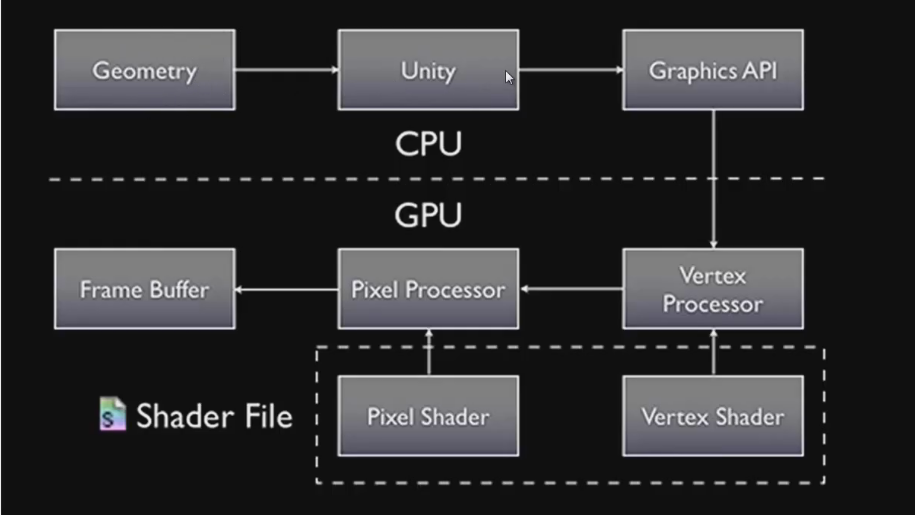 Geometry
Unity
Graphics API
CPU
GPU
Frame Buffer
Pixel Processor
Vertex
Processor
S Shader File
Pixel Shader
Vertex Shader